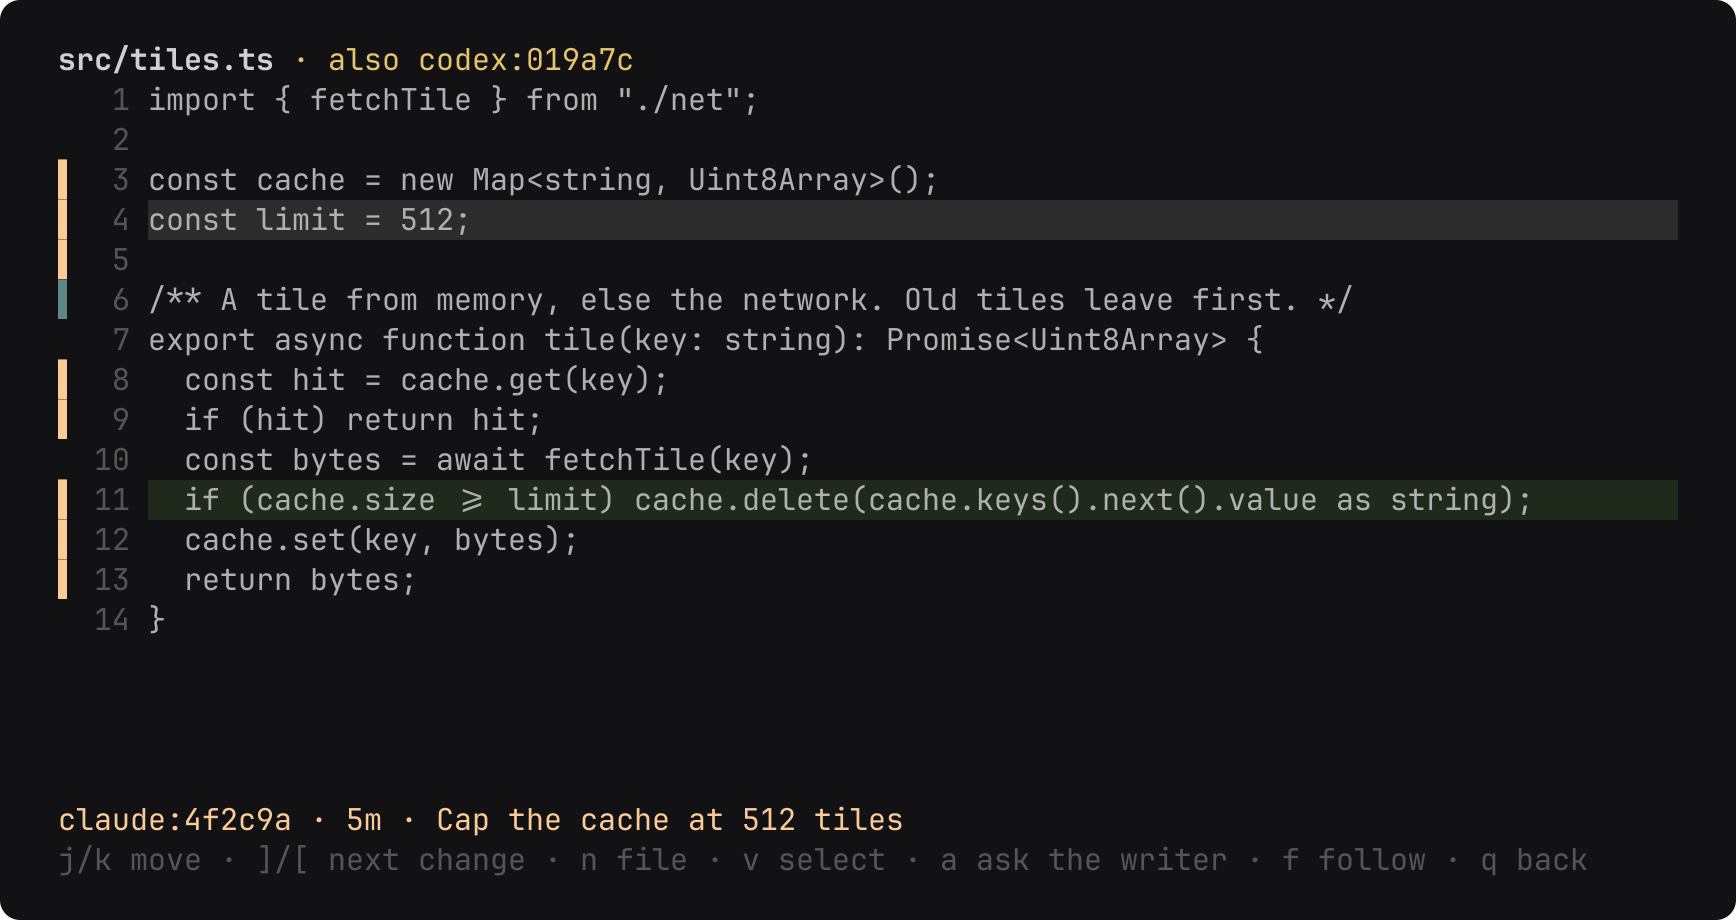 src/tiles.ts · also codex:019a7c
1 import { fetchTile } from "./net";
2
3 const cache = new Map<string, Uint8Array>();
4 const limit = 512;
5
6 /** A tile from memory, else the network. Old tiles leave first. */
7 export async function tile(key: string): Promise<Uint8Array> {
8   const hit = cache.get(key);
9   if (hit) return hit;
10   const bytes = await fetchTile(key);
11   if (cache.size >= limit) cache.delete(cache.keys().next().value as string);
12   cache.set(key, bytes);
13   return bytes;
14 }
claude:4f2c9a · 5m · Cap the cache at 512 tiles
j/k move · ]/[ next change · n file · v select · a ask the writer · f follow · q back